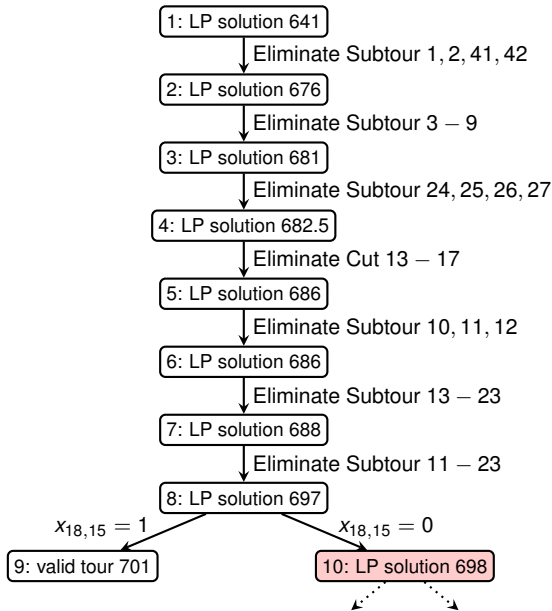 1: LP solution 641
Eliminate Subtour 1, 2, 41, 42
2: LP solution 676
Eliminate Subtour 3 − 9
3: LP solution 681
Eliminate Subtour 24, 25, 26, 27
4: LP solution 682.5
Eliminate Cut 13 − 17
5: LP solution 686
Eliminate Subtour 10, 11, 12
6: LP solution 686
Eliminate Subtour 13 − 23
7: LP solution 688
Eliminate Subtour 11 − 23
8: LP solution 697
x18,15 = 1
x18,15 = 0
9: valid tour 701
10: LP solution 698